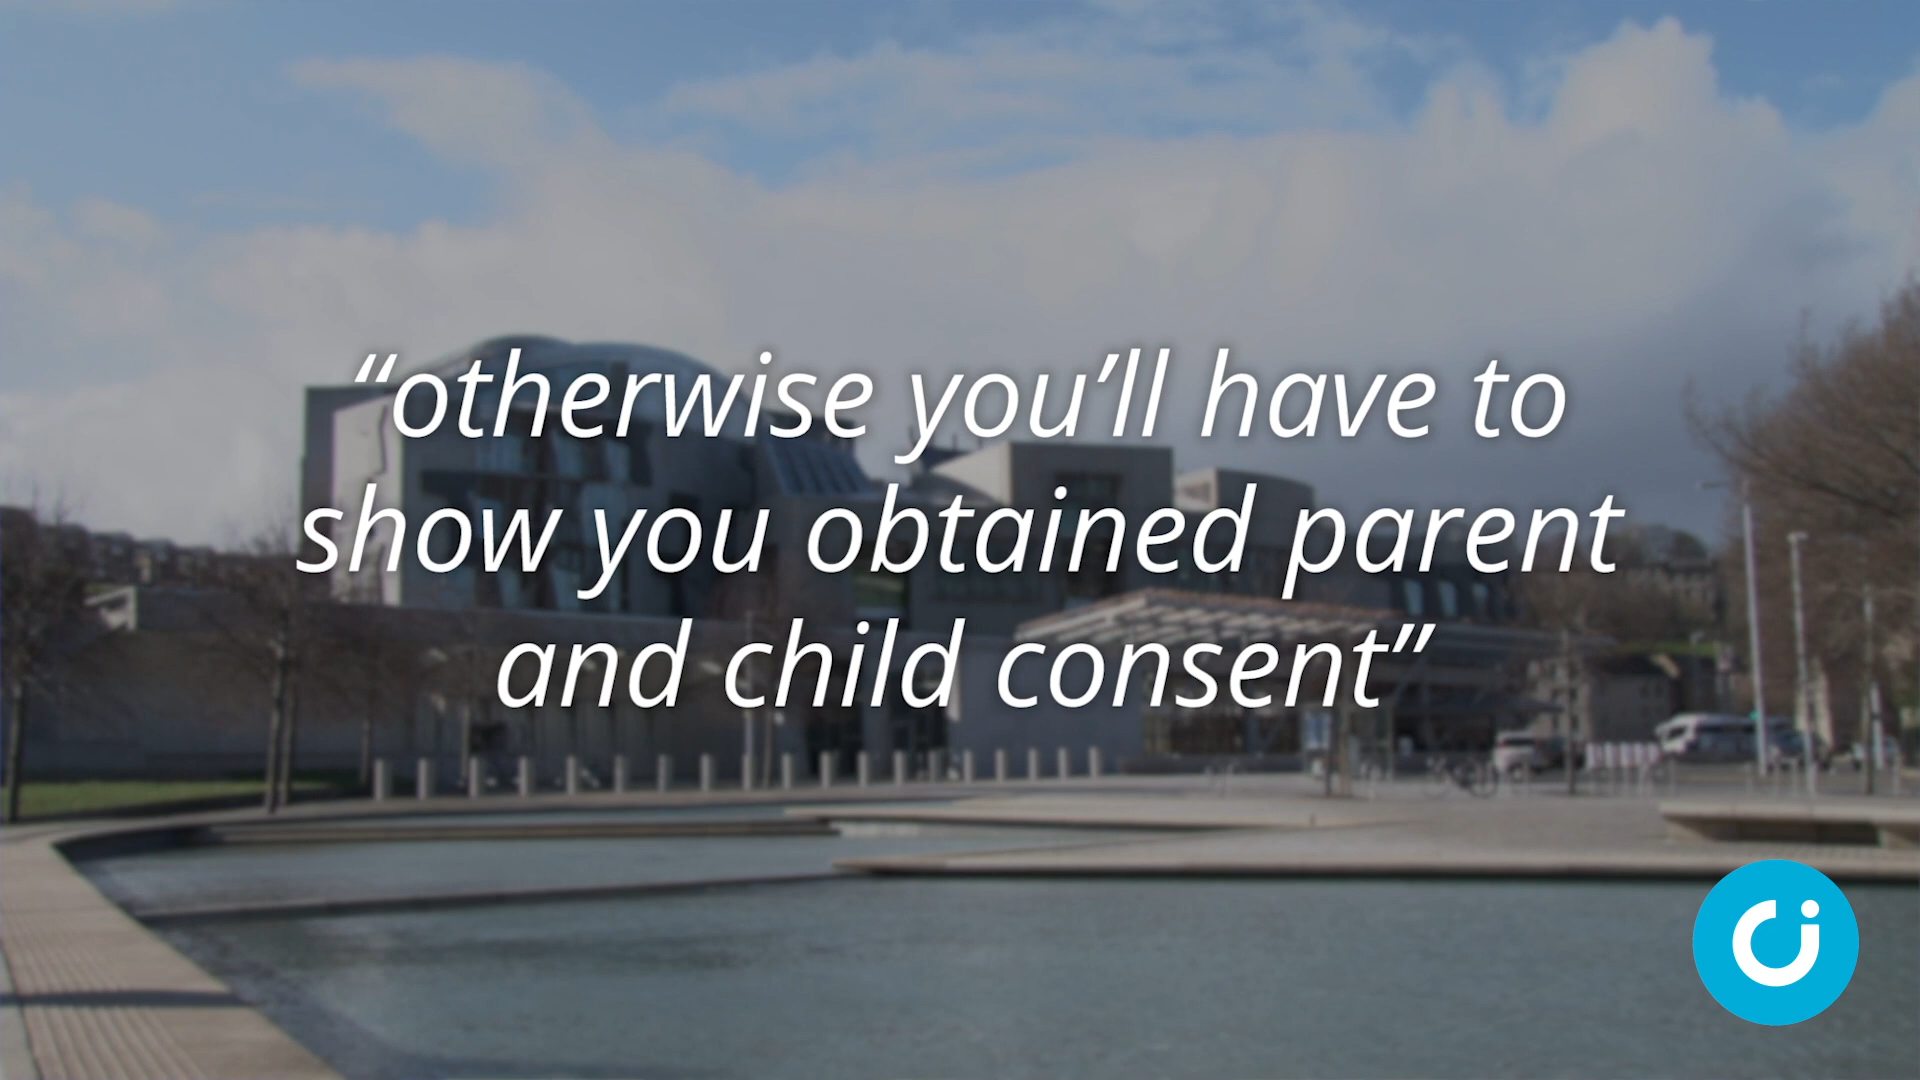 “otherwise you’ll have to
show you obtained parent
and child consent”